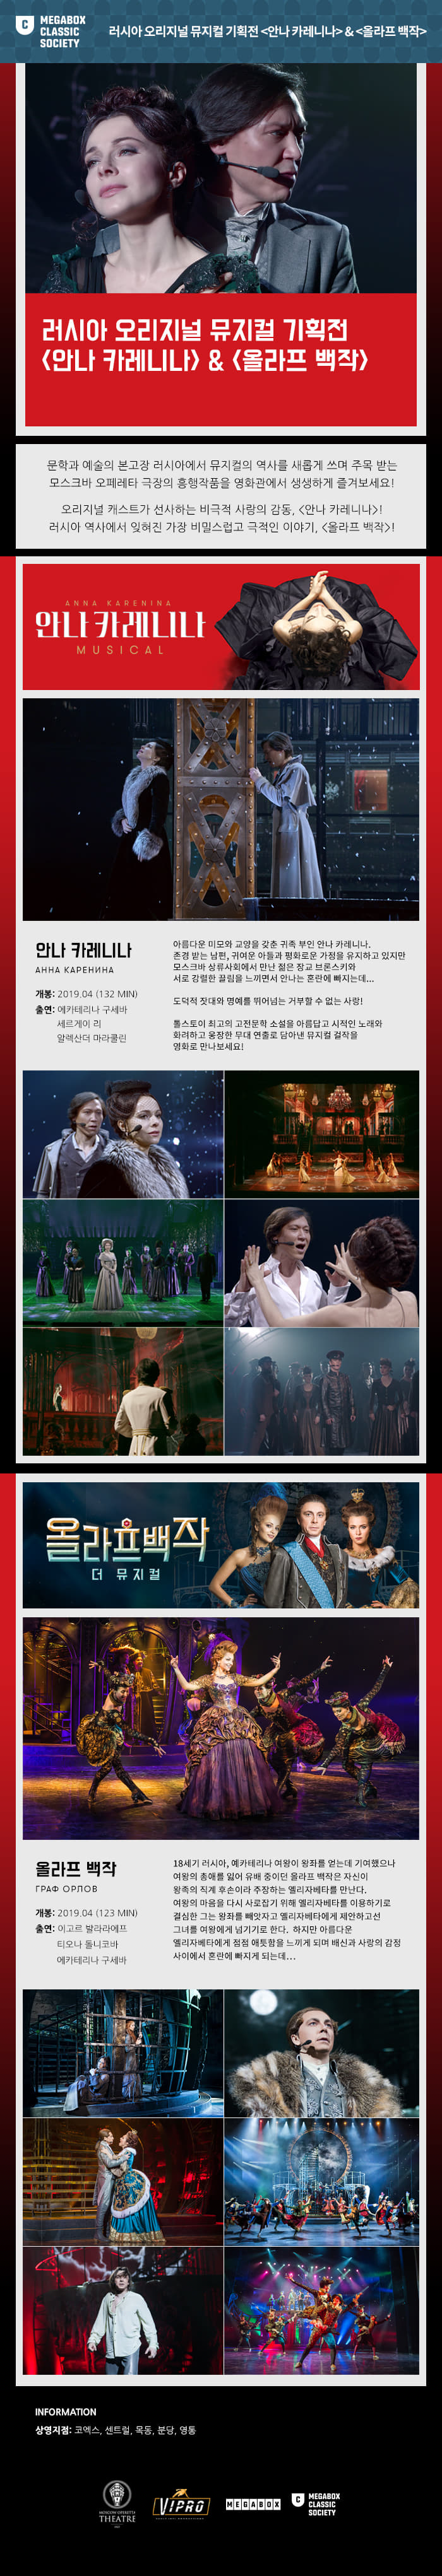 MEGABOX
CLASSIC
SOCIETY
러시아 오리지널 뮤지컬 기획전 <안나 카레니나> & <올라프 백작>
러시아 오리지널 뮤지컬 기획전
<안나 카레니나> & <올라프 백작>
문학과 예술의 본고장 러시아에서 뮤지컬의 역사를 새롭게 쓰며 주목 받는
모스크바 오페레타 극장의 흥행작품을 영화관에서 생생하게 즐겨보세요!
오리지널 캐스트가 선사하는 비극적 사랑의 감동, <안나 카레니나>!
러시아 역사에서 잊혀진 가장 비밀스럽고 극적인 이야기, <올라프 백작>!
ANNA KARENINA
안나 카레니나
MUSICAL
안나 카레니나
АННА КАРЕНИНА
개봉: 2019.04 (132 MIN)
출연: 에카테리나 구세바
세르게이 리
알렉산더 마라쿨린
아름다운 미모와 교양을 갖춘 귀족 부인 안나 카레니나.
존경 받는 남편, 귀여운 아들과 평화로운 가정을 유지하고 있지만
모스크바 상류사회에서 만난 젊은 장교 브론스키와
서로 강렬한 끌림을 느끼면서 안나는 혼란에 빠지는데...
도덕적 잣대와 명예를 뛰어넘는 거부할 수 없는 사랑!
톨스토이 최고의 고전문학 소설을 아름답고 시적인 노래와
화려하고 웅장한 무대 연출로 담아낸 뮤지컬 걸작을
영화로 만나보세요!
올라프백작
더 뮤지컬
올라프 백작
ГРАФ ОРЛОВ
개봉: 2019.04 (123 MIN)
출연: 이고르 발라라예프
티오나 돌니코바
에카테리나 구세바
18세기 러시아, 예카테리나 여왕이 왕좌를 얻는데 기여했으나
여왕의 총애를 잃어 유배 중이던 올라프 백작은 자신이
왕족의 직계 후손이라 주장하는 엘리자베타를 만난다.
여왕의 마음을 다시 사로잡기 위해 엘리자베타를 이용하기로
결심한 그는 왕좌를 빼앗자고 엘리자베타에게 제안하고선
그녀를 여왕에게 넘기기로 한다. 하지만 아름다운
엘리자베타에게 점점 애틋함을 느끼게 되며 배신과 사랑의 감정
사이에서 혼란에 빠지게 되는데...
INFORMATION
상영지점: 코엑스, 센트럴, 목동, 분당, 영통
MOSCOW OPERETTA
THEATRE
VIPRO
MEGABOX
MEGABOX
CLASSIC
SOCIETY